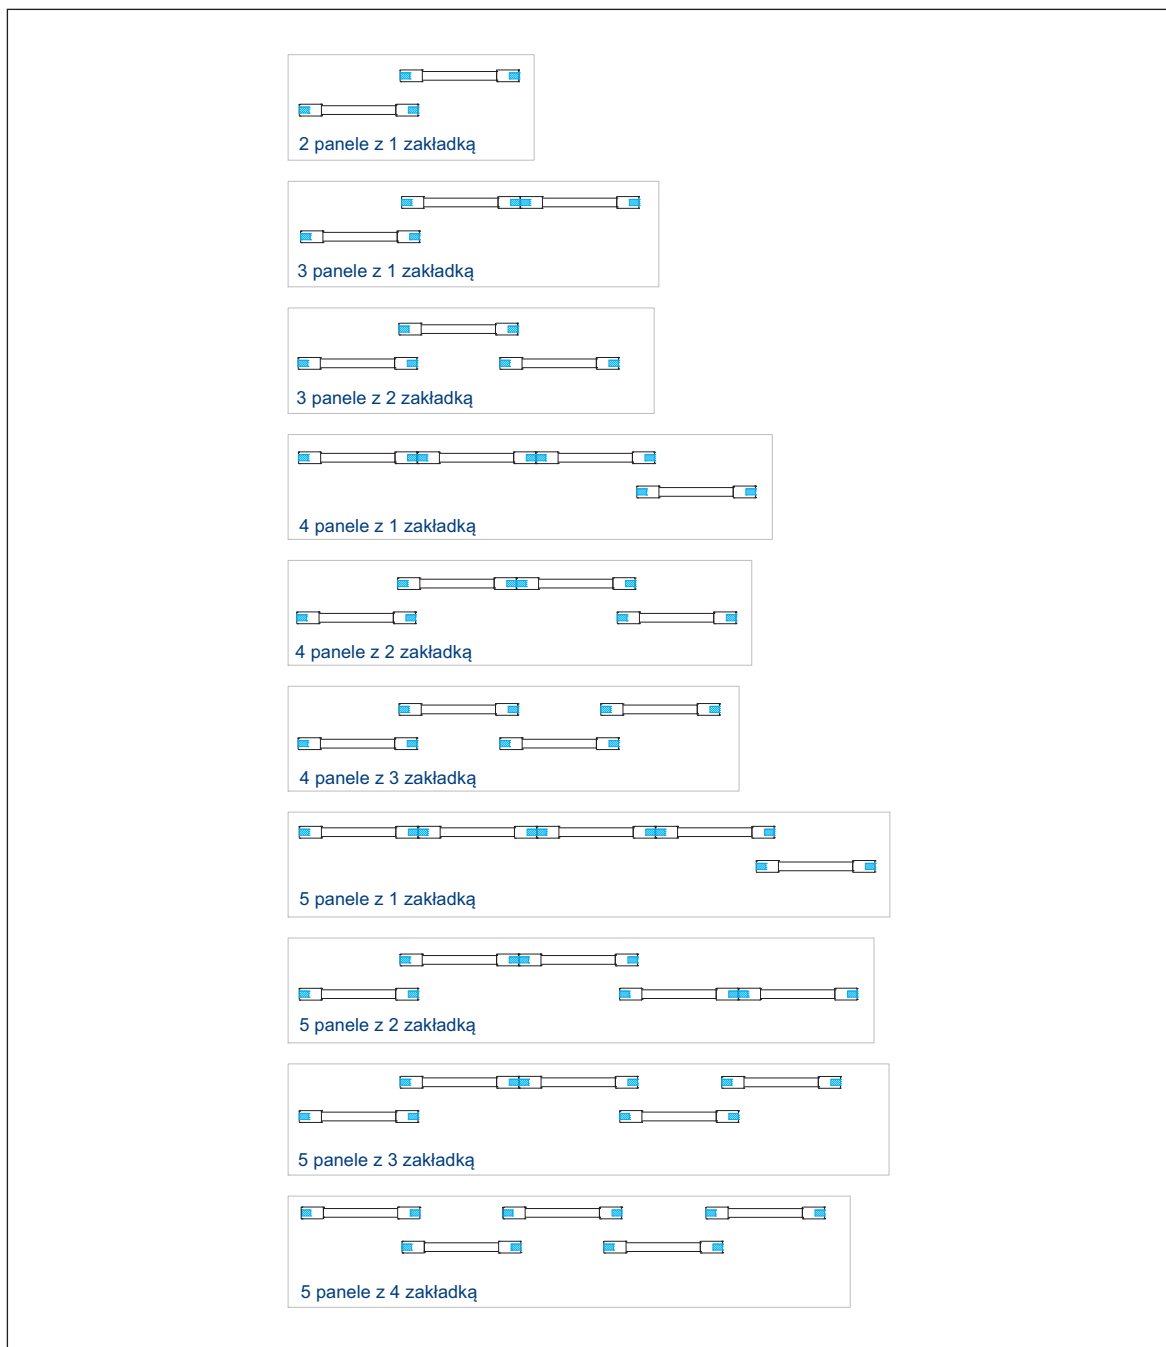 2 panele z 1 zakładką
3 panele z 1 zakładką
3 panele z 2 zakładką
4 panele z 1 zakładką
4 panele z 2 zakładką
4 panele z 3 zakładką
5 panele z 1 zakładką
5 panele z 2 zakładką
5 panele z 3 zakładką
5 panele z 4 zakładką